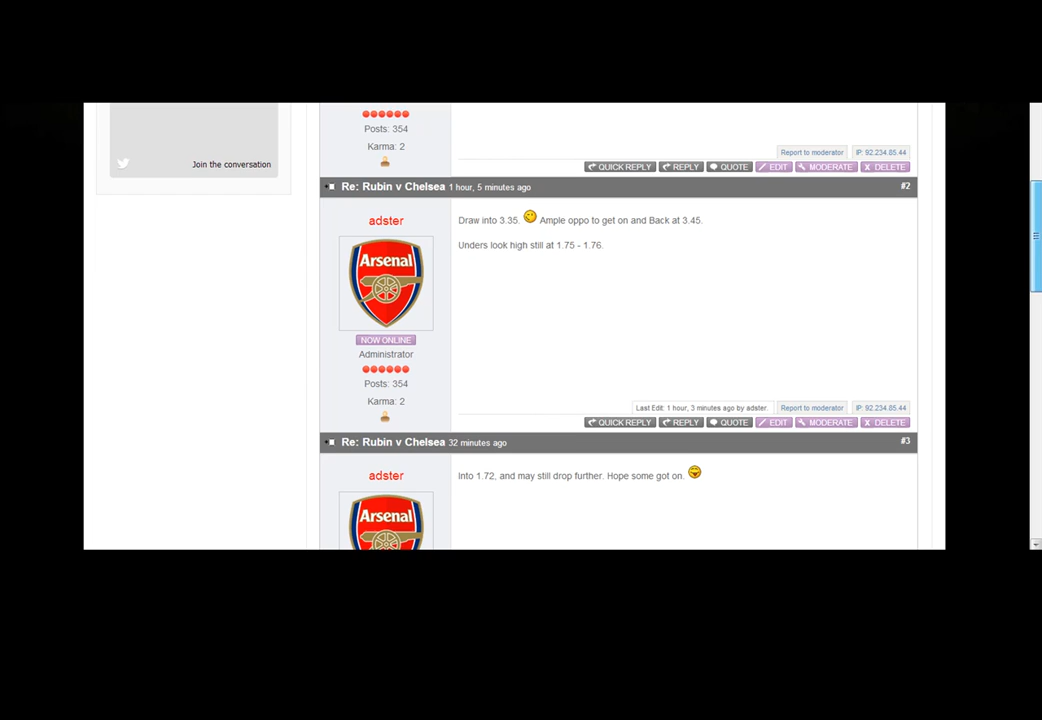 Posts: 354
Karma: 2
Join the conversation
Report to moderator IP: 92.234.85.44
QUICK REPLY REPLY QUOTE EDIT MODERATE DELETE
Re: Rubin v Chelsea 1 hour, 5 minutes ago #2
adster
Draw into 3.35. Ample oppo to get on and Back at 3.45.
Unders look high still at 1.75 - 1.76.
Arsenal
NOW ONLINE
Administrator
Posts: 354
Karma: 2
Last Edit: 1 hour, 3 minutes ago by adster. Report to moderator IP: 92.234.85.44
QUICK REPLY REPLY QUOTE EDIT MODERATE DELETE
Re: Rubin v Chelsea 32 minutes ago #3
adster
Into 1.72, and may still drop further. Hope some got on.
Arsenal